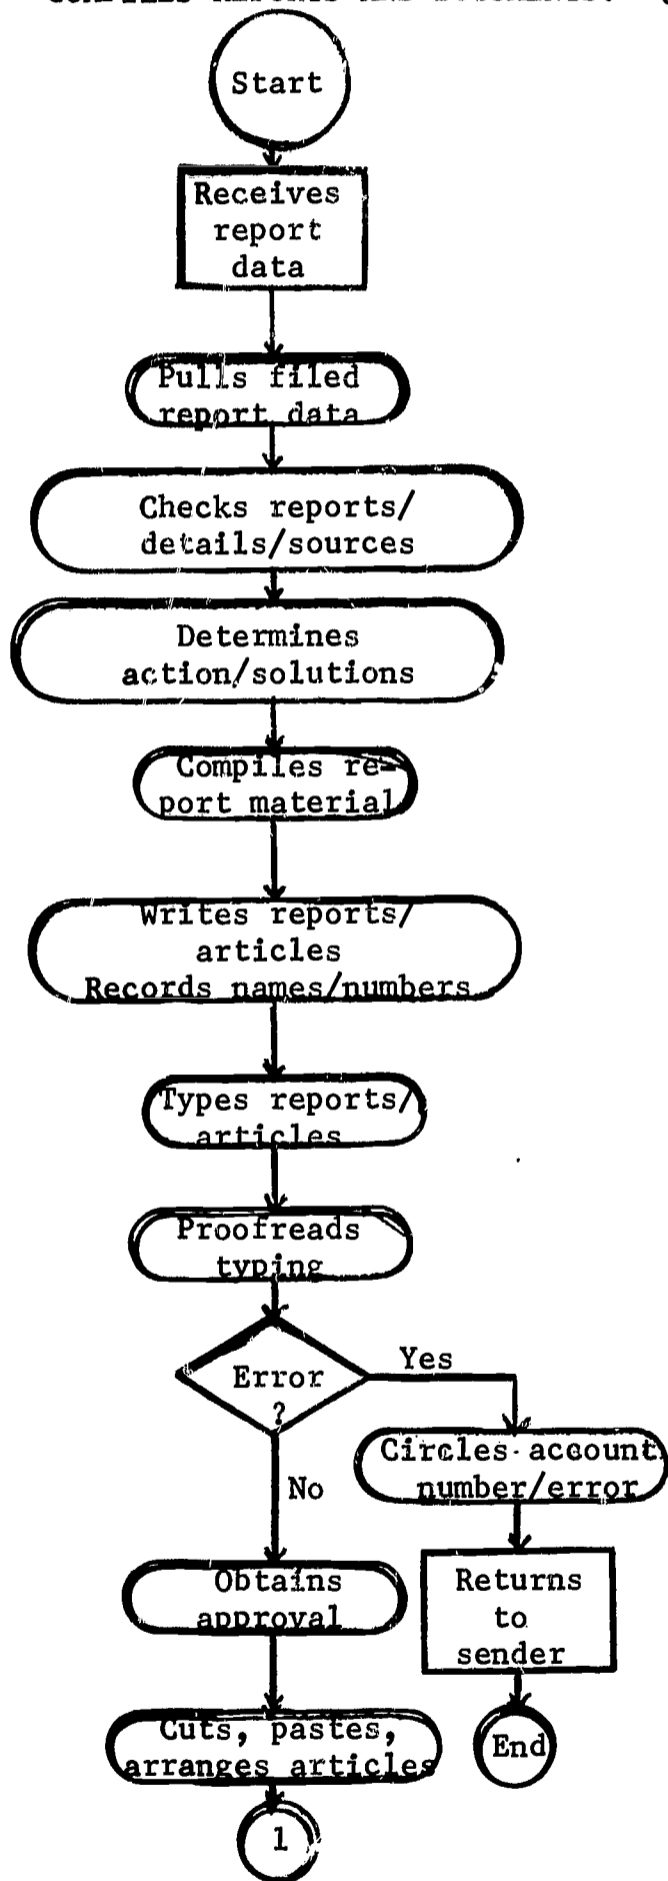 Start
Receives
report
data
Pulls filed
report data
Checks reports/
details/sources
Determines
action/solutions
Compiles re-
port material
Writes reports/
articles
Records names/numbers
Types reports/
articles
Proofreads
typing
Error
?
Yes
Circles account
number/error
Returns
to
sender
End
No
Obtains
approval
Cuts, pastes,
arranges articles
1